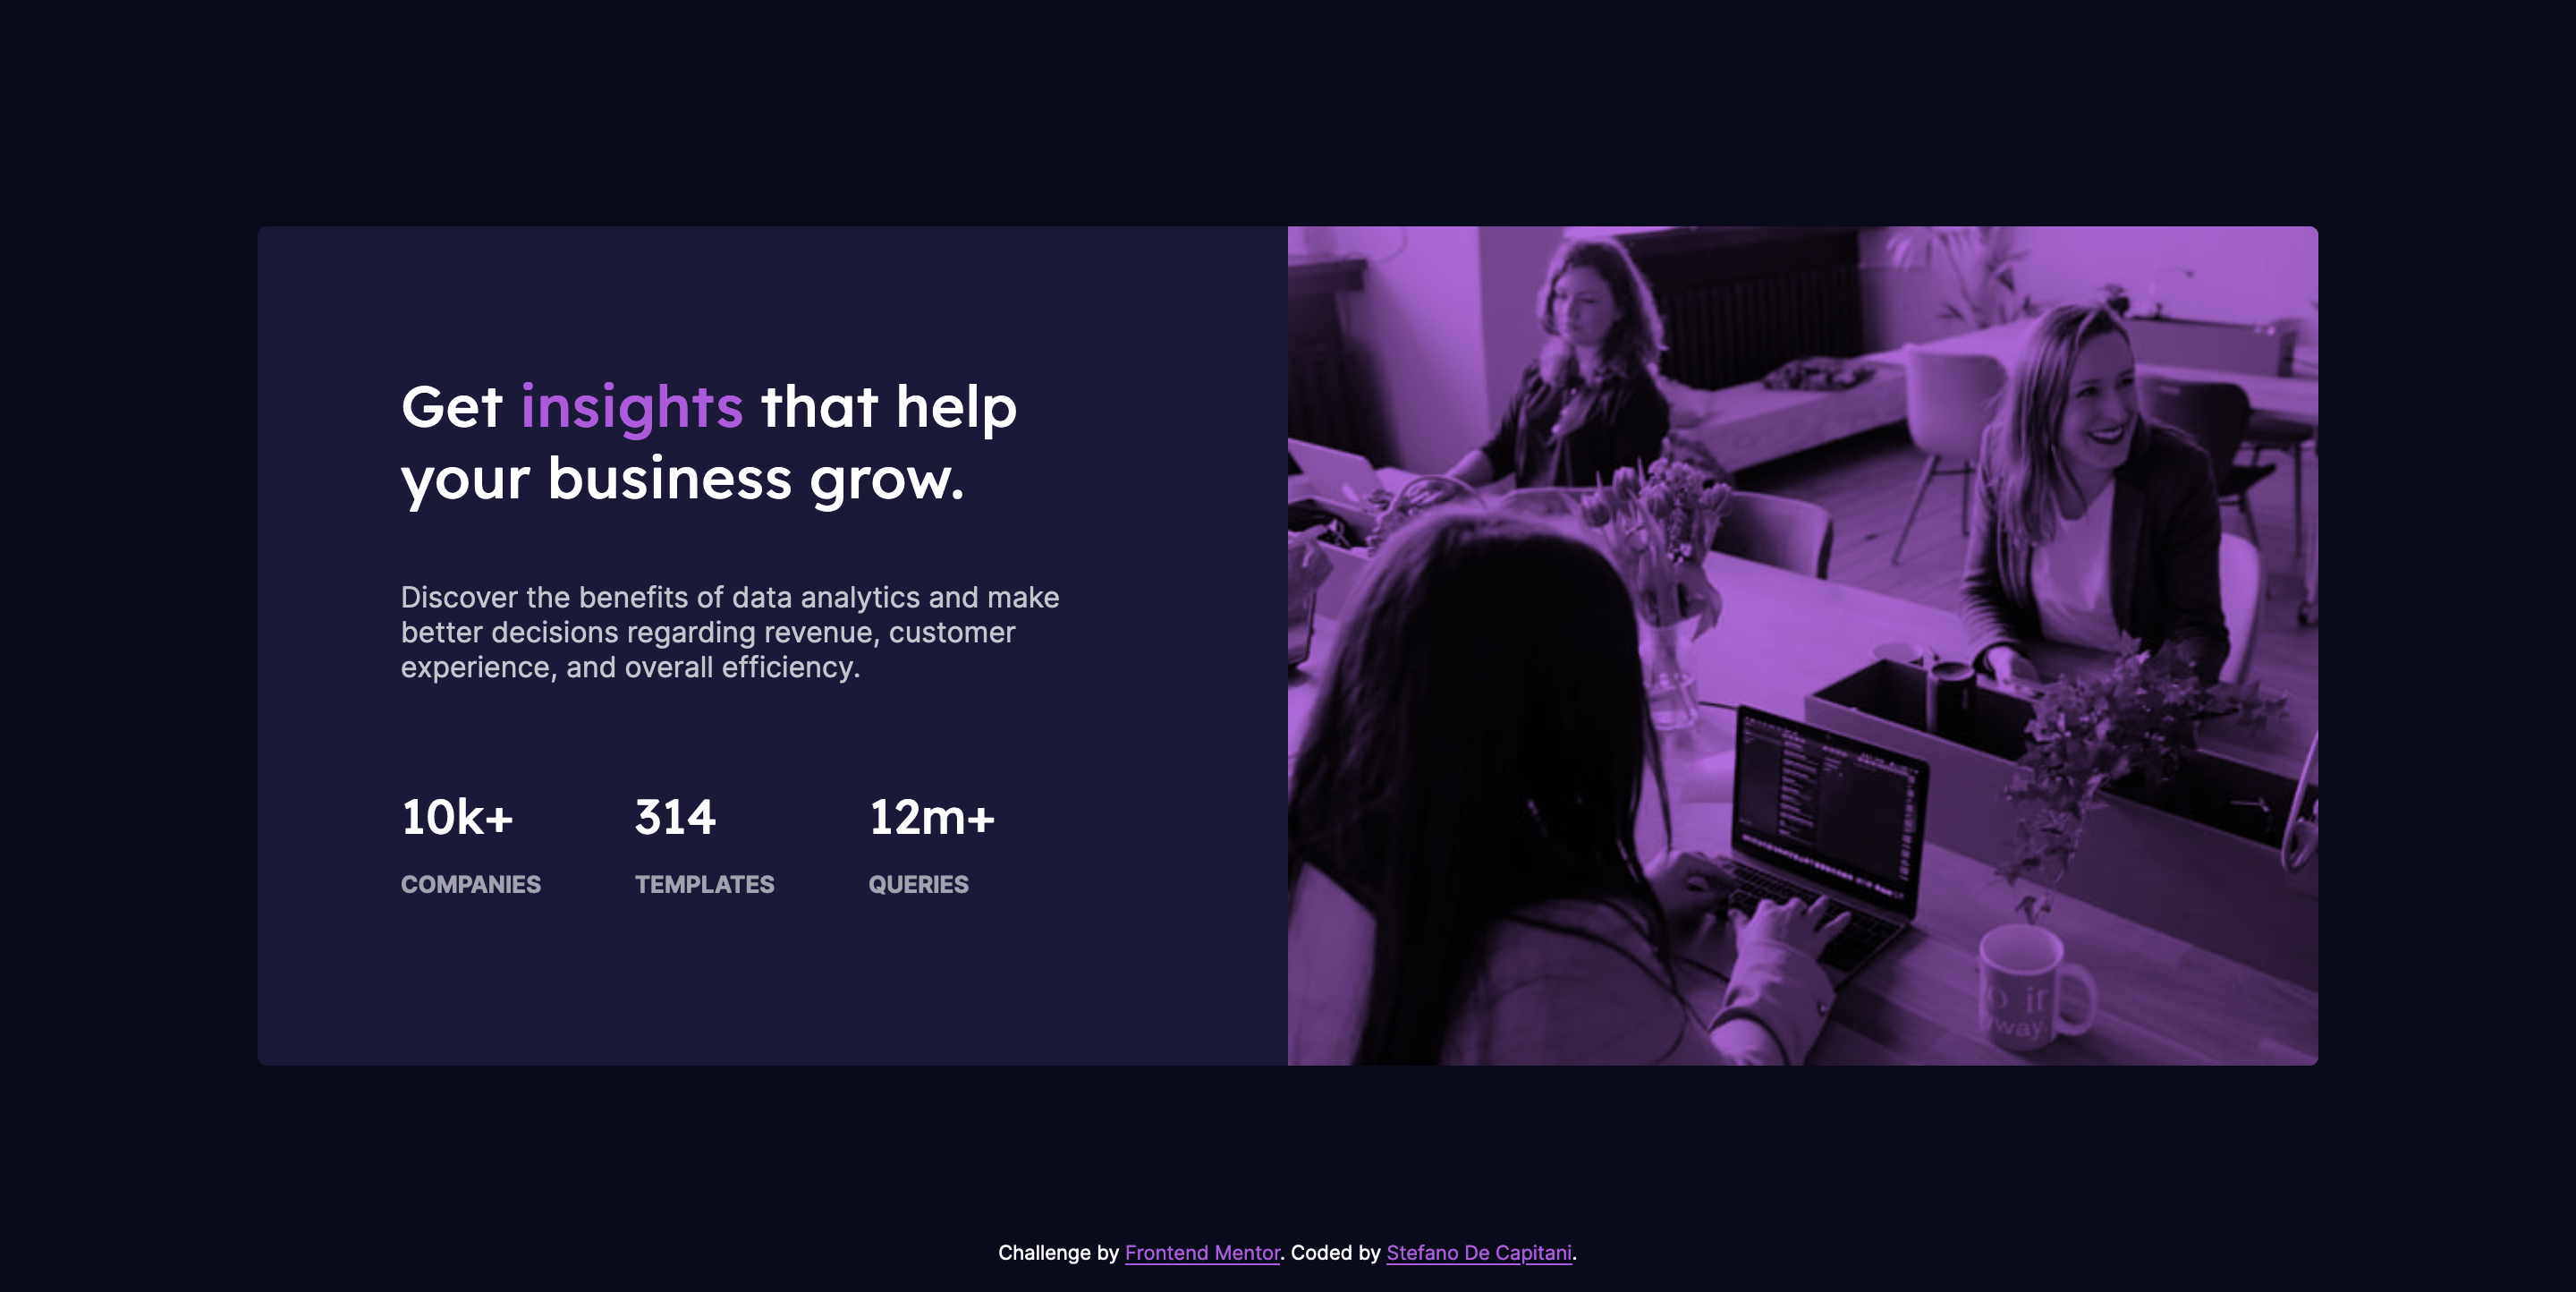 Get insights that help
your business grow.
Discover the benefits of data analytics and make
better decisions regarding revenue, customer
experience, and overall efficiency.
10k+ 314 12m+
COMPANIES TEMPLATES QUERIES
it
way.
Challenge by Frontend Mentor. Coded by Stefano De Capitani.